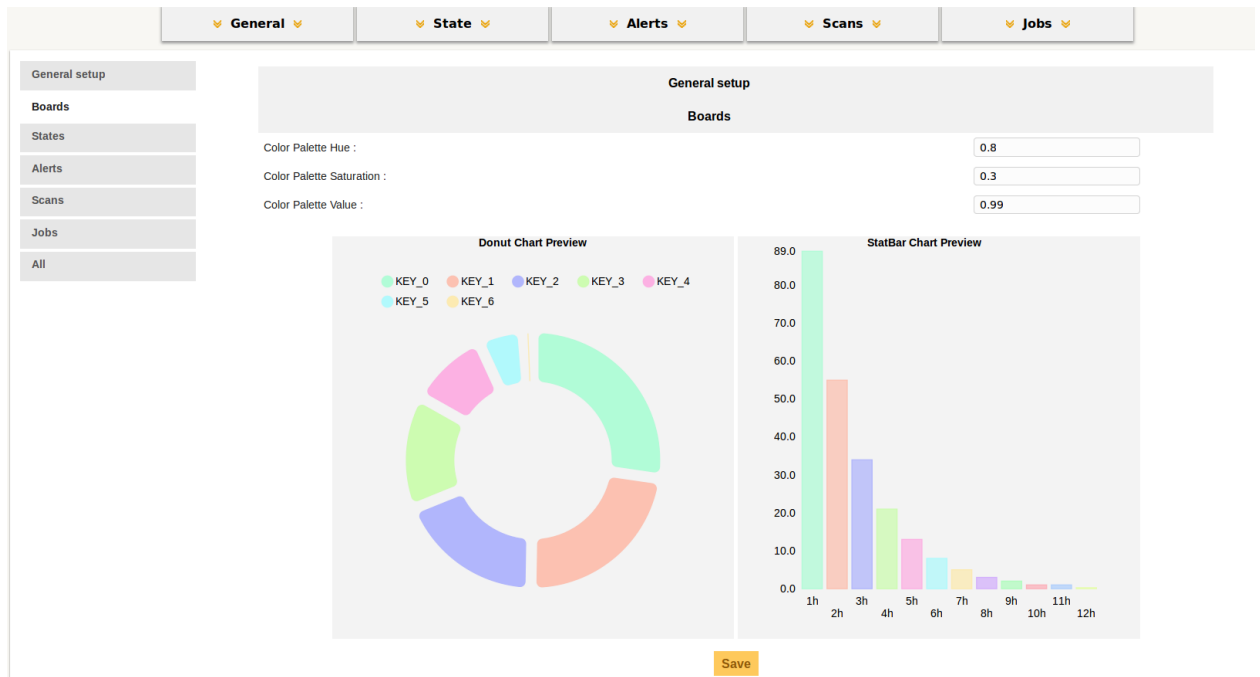 General State Alerts Scans Jobs
General setup
Boards
States
Alerts
Scans
Jobs
All
General setup
Boards
Color Palette Hue : 0.8
Color Palette Saturation : 0.3
Color Palette Value : 0.99
Donut Chart Preview
KEY_0 KEY_1 KEY_2 KEY_3 KEY_4
KEY_5 KEY_6
StatBar Chart Preview
89.0
80.0
70.0
60.0
50.0
40.0
30.0
20.0
10.0
0.0
1h 3h 5h 7h 9h 11h
2h 4h 6h 8h 10h 12h
Save